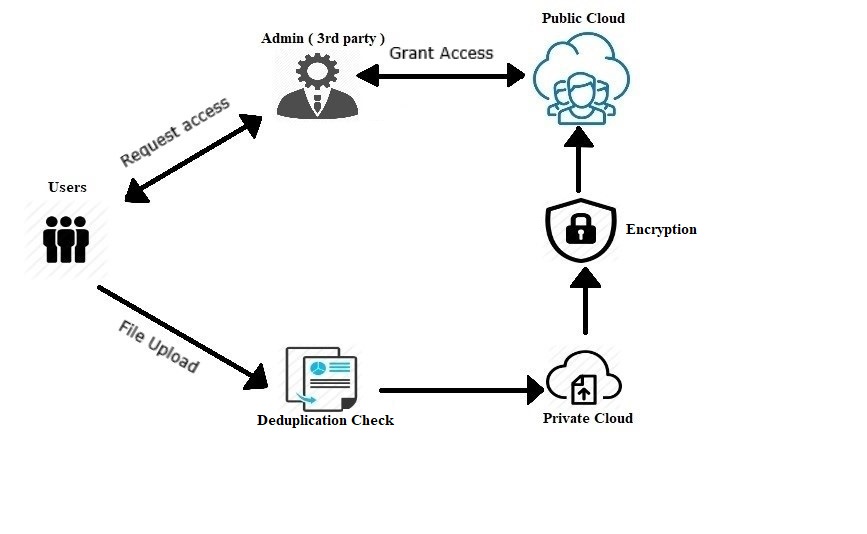 Public Cloud
Admin ( 3rd party )
Grant Access
Request access
Users
Encryption
File Upload
Deduplication Check
Private Cloud